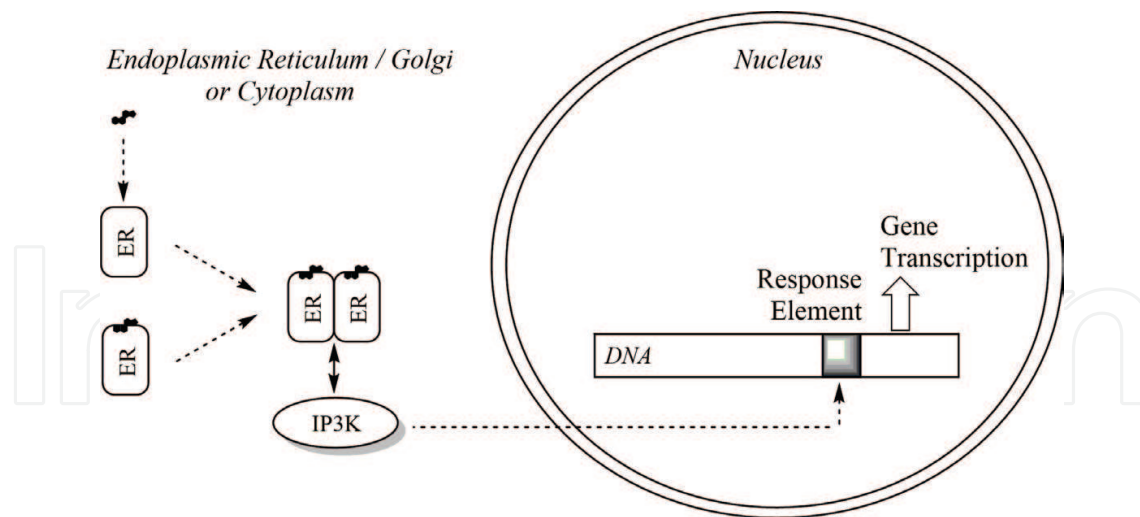 Endoplasmic Reticulum / Golgi
or Cytoplasm
Nucleus
ER
ER
ER
ER
IP3K
Gene
Transcription
Response
Element
DNA